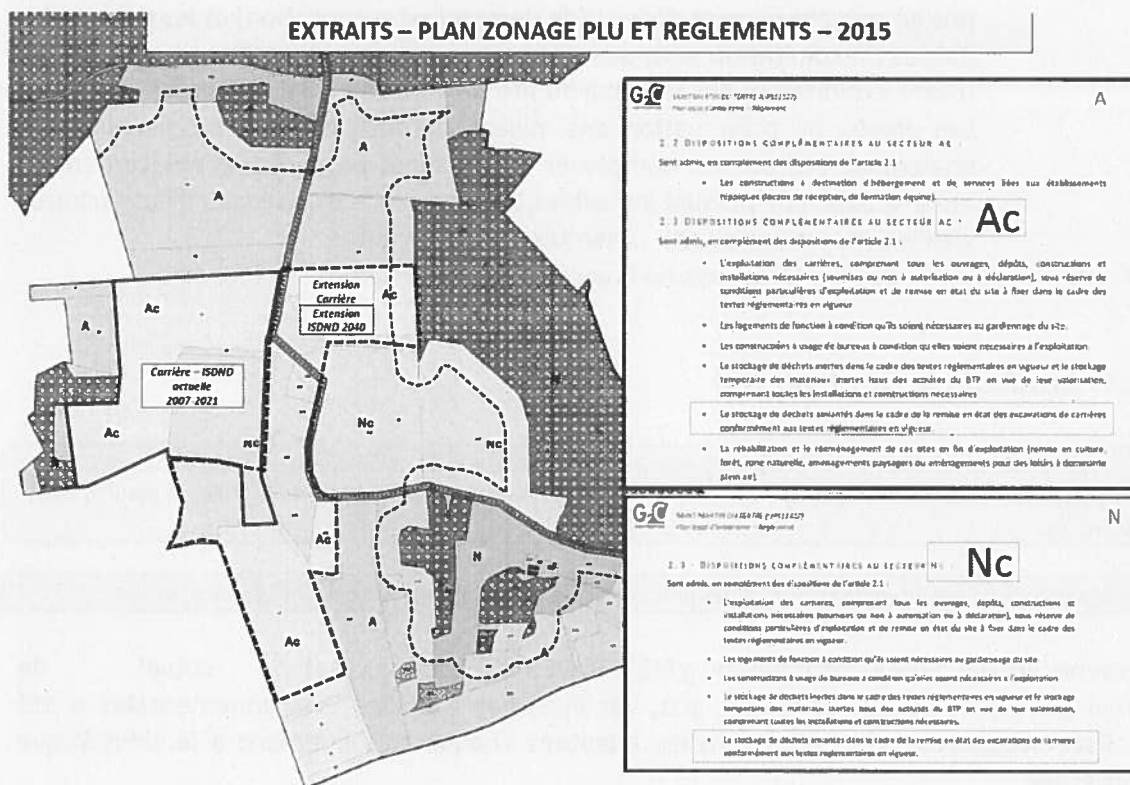 EXTRAITS – PLAN ZONAGE PLU ET REGLEMENTS – 2015
A
A
A
Ac
Ac
Extension
Carrière
Extension
ISDND 2040
Carrière – ISDND
actuelle
2007-2021
Ac
Nc
Nc
Nc
N
N
Ac
A
Ac
G2C
A
2.2 DISPOSITIONS COMPLÉMENTAIRES AU SECTEUR AE :
Sont admis, en complément des dispositions de l'article 2.1
Les constructions à destination d'hébergement et de services liées aux établissements
hippiques (locaux de réception, de formation équine).
Ac
2.3 DISPOSITIONS COMPLÉMENTAIRES AU SECTEUR AC :
Sont admis, en complément des dispositions de l'article 2.1
• L'exploitation des carrières, comprenant tous les ouvrages, dépôts, constructions et
installations nécessaires (soumises ou non à autorisation ou à déclaration), sous réserve de
conditions particulières d'exploitation et de remise en état du site à fixer dans le cadre des
textes réglementaires en vigueur
• Les logements de fonction à condition qu'ils soient nécessaires au gardiennage du site.
• Les constructions à usage de bureaux à condition qu'elles soient nécessaires a l'exploitation.
• Le stockage de déchets inertes dans le cadre des textes réglementaires en vigueur et le stockage
temporaire des matériaux inertes issus des activités du BTP en vue de leur valorisation,
comprenant toutes les installations et constructions nécessaires
• Le stockage de déchets amiantés dans le cadre de la remise en état des excavations de carrières
conformément aux textes réglementaires en vigueur.
• La réhabilitation et le réaménagement de ces sites en fin d'exploitation (remise en culture,
forêt, zone naturelle, aménagements paysagers ou aménagements pour des loisirs à dominante
plein air).
G2C
N
Nc
2.3 - DISPOSITIONS COMPLÉMENTAIRES AU SECTEUR NC :
Sont admis, en complément des dispositions de l'article 2.1
• L'exploitation des carrières, comprenant tous les ouvrages, dépôts, constructions et
installations nécessaires (soumises ou non à autorisation ou à déclaration), sous réserve de
conditions particulières d'exploitation et de remise en état du site à fixer dans le cadre des
textes réglementaires en vigueur.
• Les logements de fonction à condition qu'ils soient nécessaires au gardiennage du site.
• Les constructions à usage de bureaux à condition qu'elles soient nécessaires a l'exploitation
• Le stockage de déchets inertes dans le cadre des textes réglementaires en vigueur et le stockage
temporaire des matériaux inertes issus des activités du BTP en vue de leur valorisation,
comprenant toutes les installations et constructions nécessaires.
• Le stockage de déchets amiantés dans le cadre de la remise en état des excavations de carrières
conformément aux textes réglementaires en vigueur.